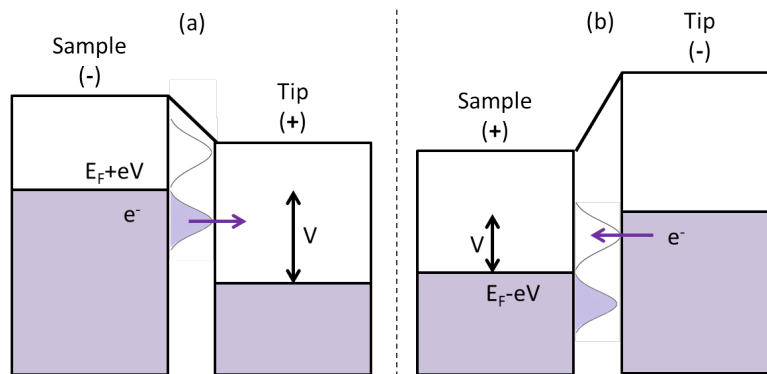 (a)
Sample
(-)
Tip
(+)
E_F+eV
e⁻
V
(b)
Tip
(-)
Sample
(+)
V
e⁻
E_F-eV